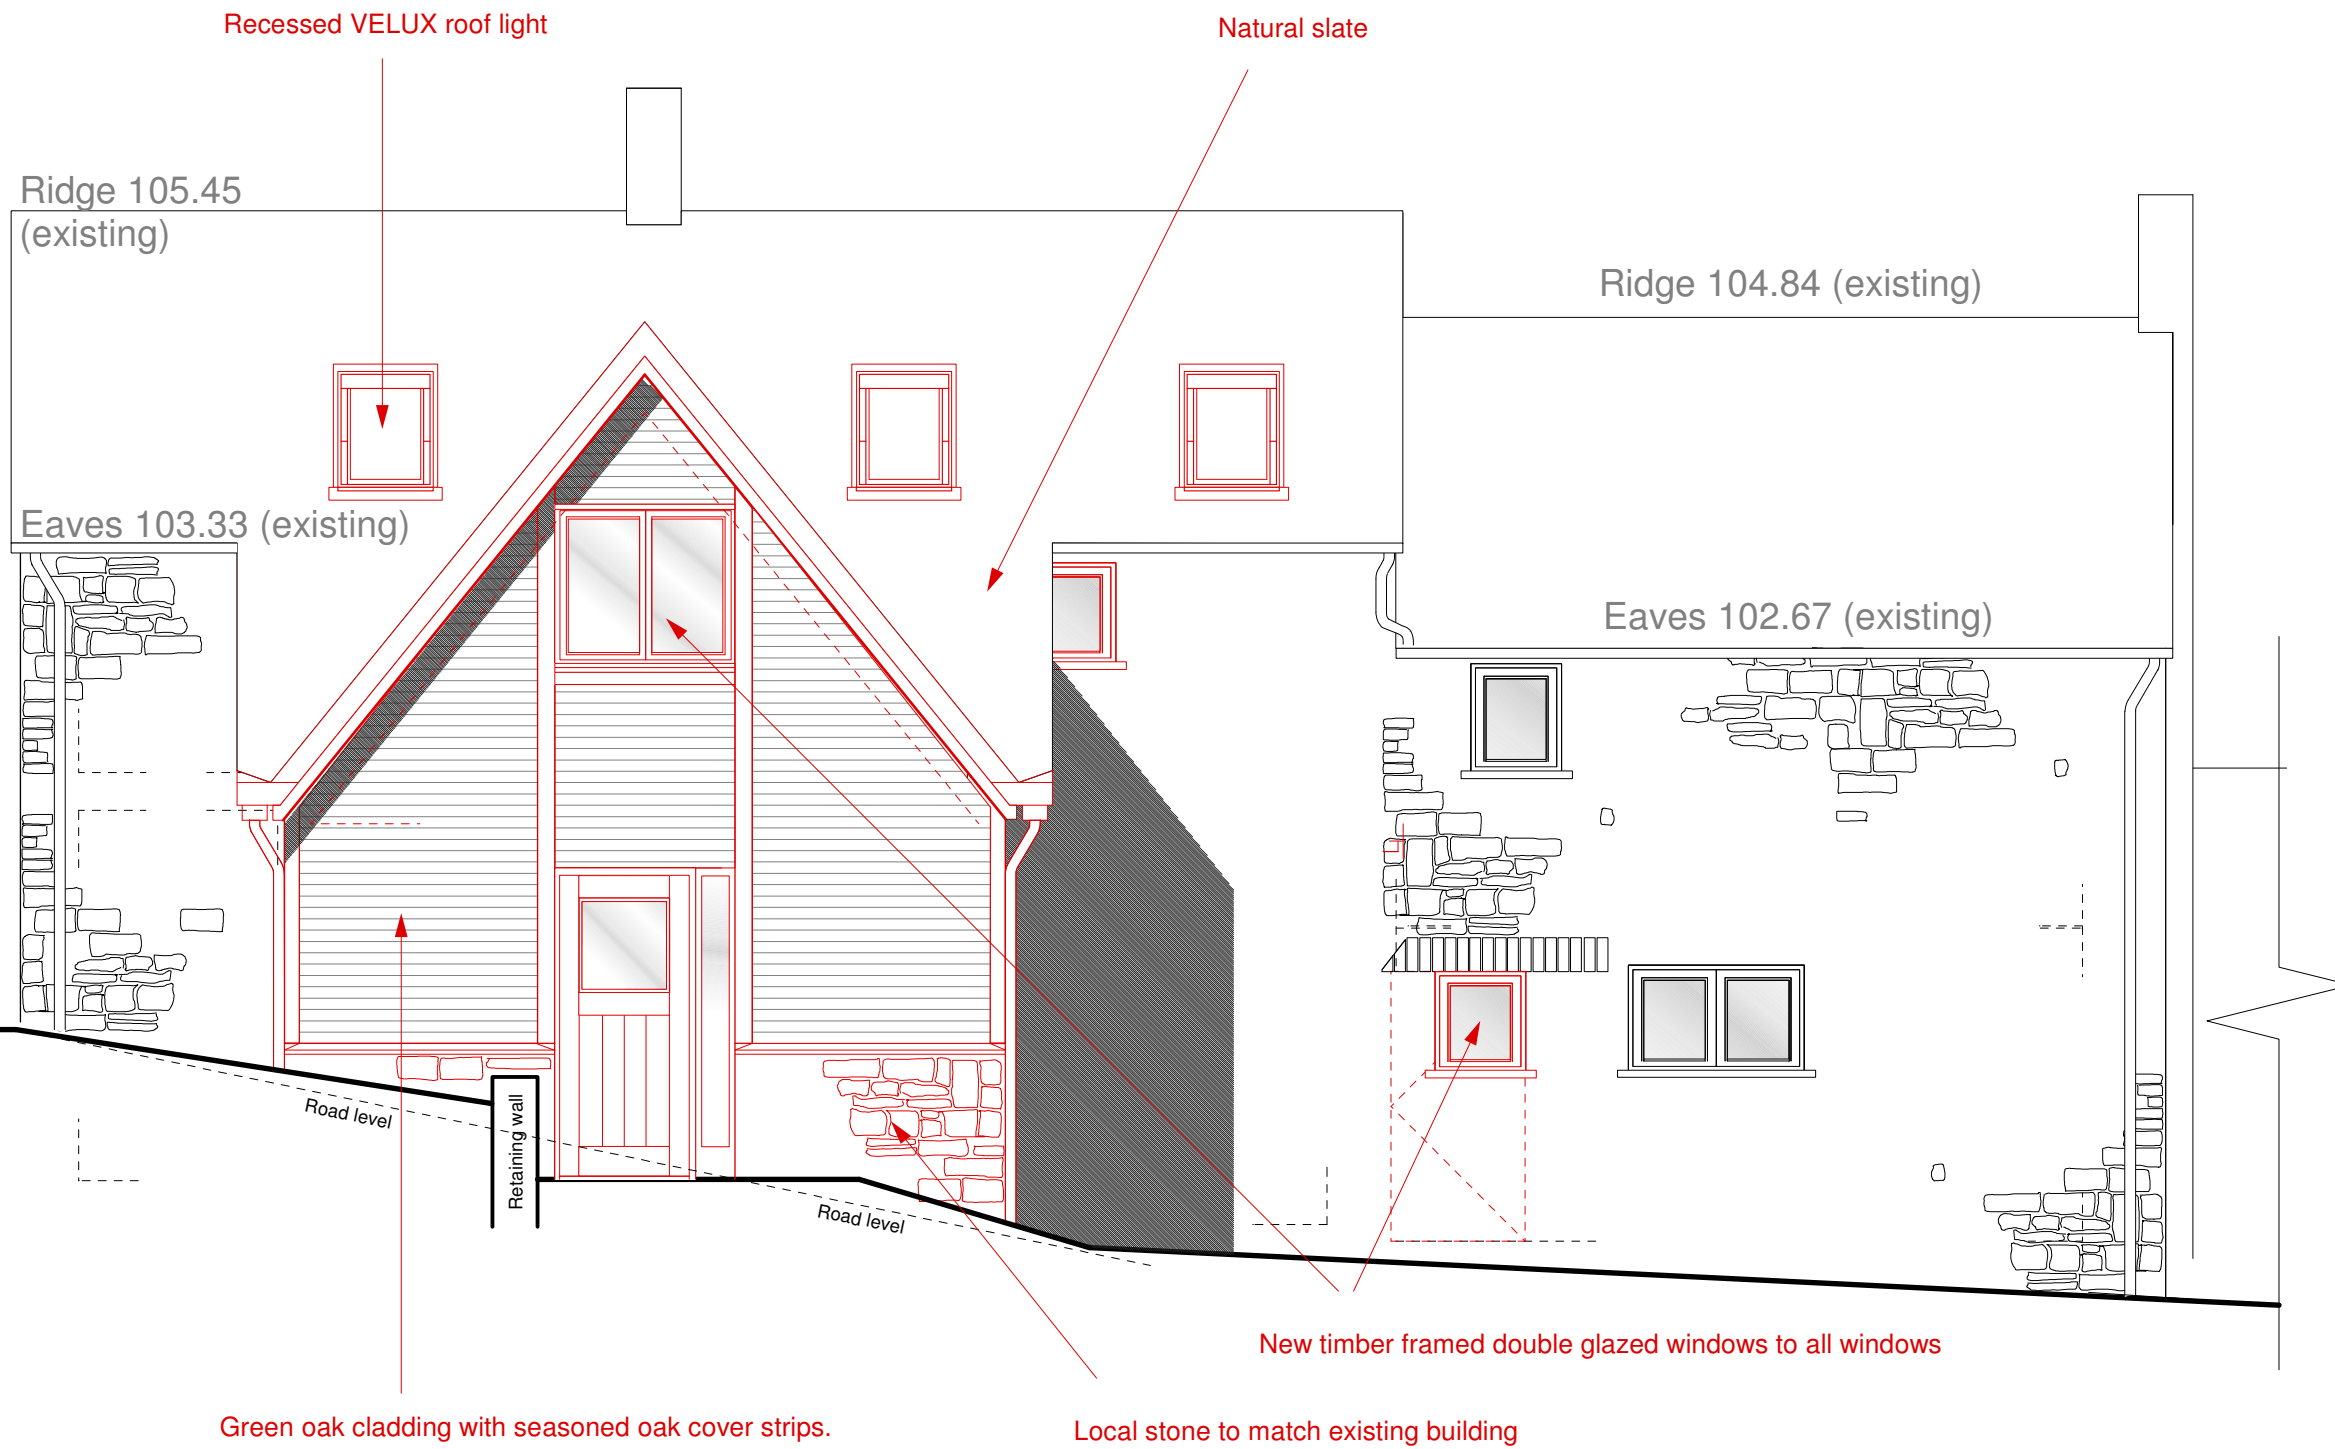 Recessed VELUX roof light
Natural slate
Ridge 105.45
(existing)
Ridge 104.84 (existing)
Eaves 103.33 (existing)
Eaves 102.67 (existing)
Road level
Retaining wall
Road level
New timber framed double glazed windows to all windows
Green oak cladding with seasoned oak cover strips.
Local stone to match existing building